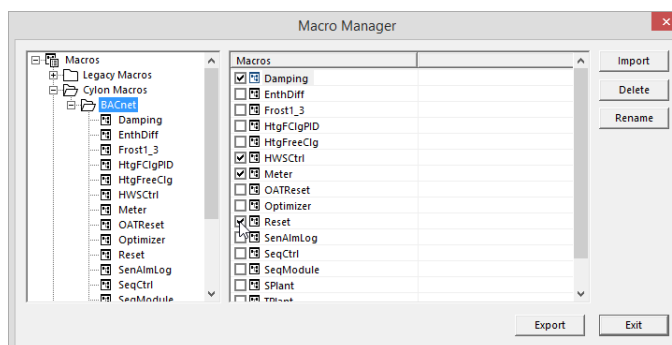 Macro Manager
x
Macros
Legacy Macros
Cylon Macros
BACnet
Damping
EnthDiff
Frost1_3
HtgFClgPID
HtgFreeClg
HWSCtrl
Meter
OATReset
Optimizer
Reset
SenAlmLog
SeqCtrl
SeqModule
Macros
Damping
EnthDiff
Frost1_3
HtgFClgPID
HtgFreeClg
HWSCtrl
Meter
OATReset
Optimizer
Reset
SenAlmLog
SeqCtrl
SeqModule
SPlant
TPlant
Import
Delete
Rename
Export
Exit